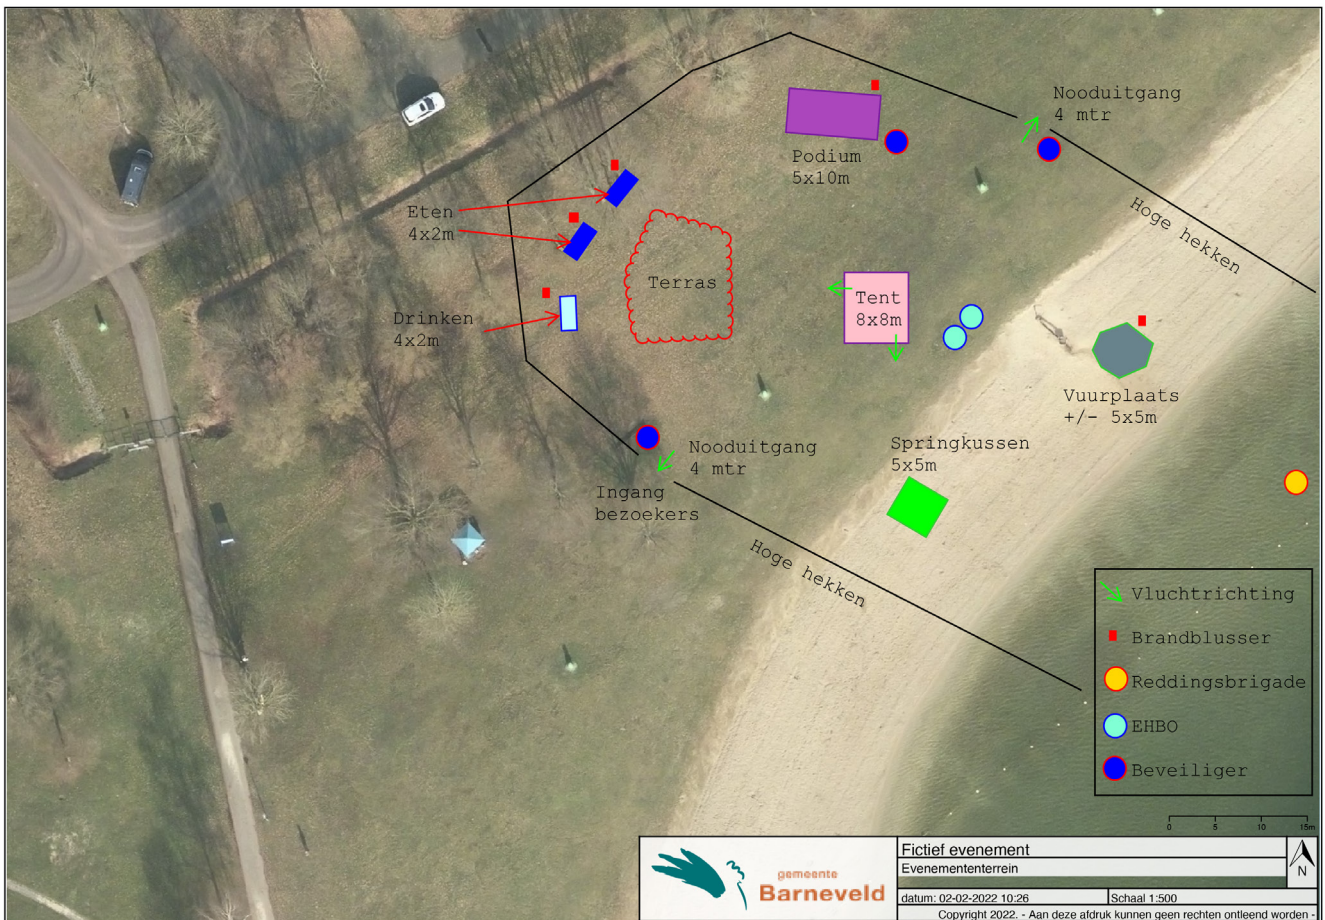 Nooduitgang
4 mtr
Podium
5x10m
Eten
4x2m
Hoge hekken
Terras
Tent
8x8m
Drinken
4x2m
Vuurplaats
+/- 5x5m
Nooduitgang
4 mtr
Springkussen
5x5m
Ingang
bezoekers
Hoge hekken
Vluchtrichting
Brandblusser
Reddingsbrigade
EHBO
Beveiliger
0 5 10 15m
gemeente
Barneveld
Fictief evenement
Evenemententerrein
N
datum: 02-02-2022 10:26
Schaal 1:500
Copyright 2022. - Aan deze afdruk kunnen geen rechten ontleend worden -